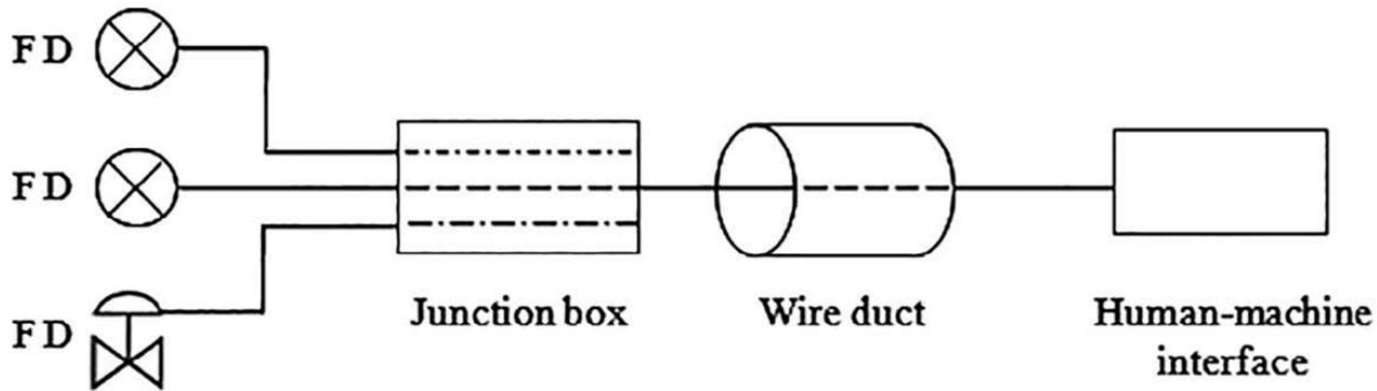 FD
FD
FD
Junction box
Wire duct
Human-machine
interface